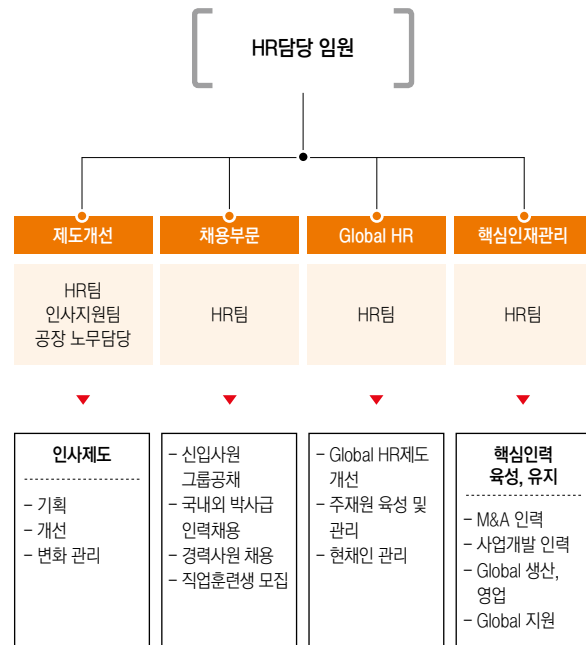 HR담당 임원
제도개선
HR팀
인사지원팀
공장 노무담당
인사제도
– 기획
– 개선
– 변화 관리
채용부문
HR팀
– 신입사원
그룹공채
– 국내외 박사급
인력채용
– 경력사원 채용
– 직업훈련생 모집
Global HR
HR팀
– Global HR제도
개선
– 주재원 육성 및
관리
– 현채인 관리
핵심인재관리
HR팀
핵심인력
육성, 유지
– M&A 인력
– 사업개발 인력
– Global 생산,
영업
– Global 지원